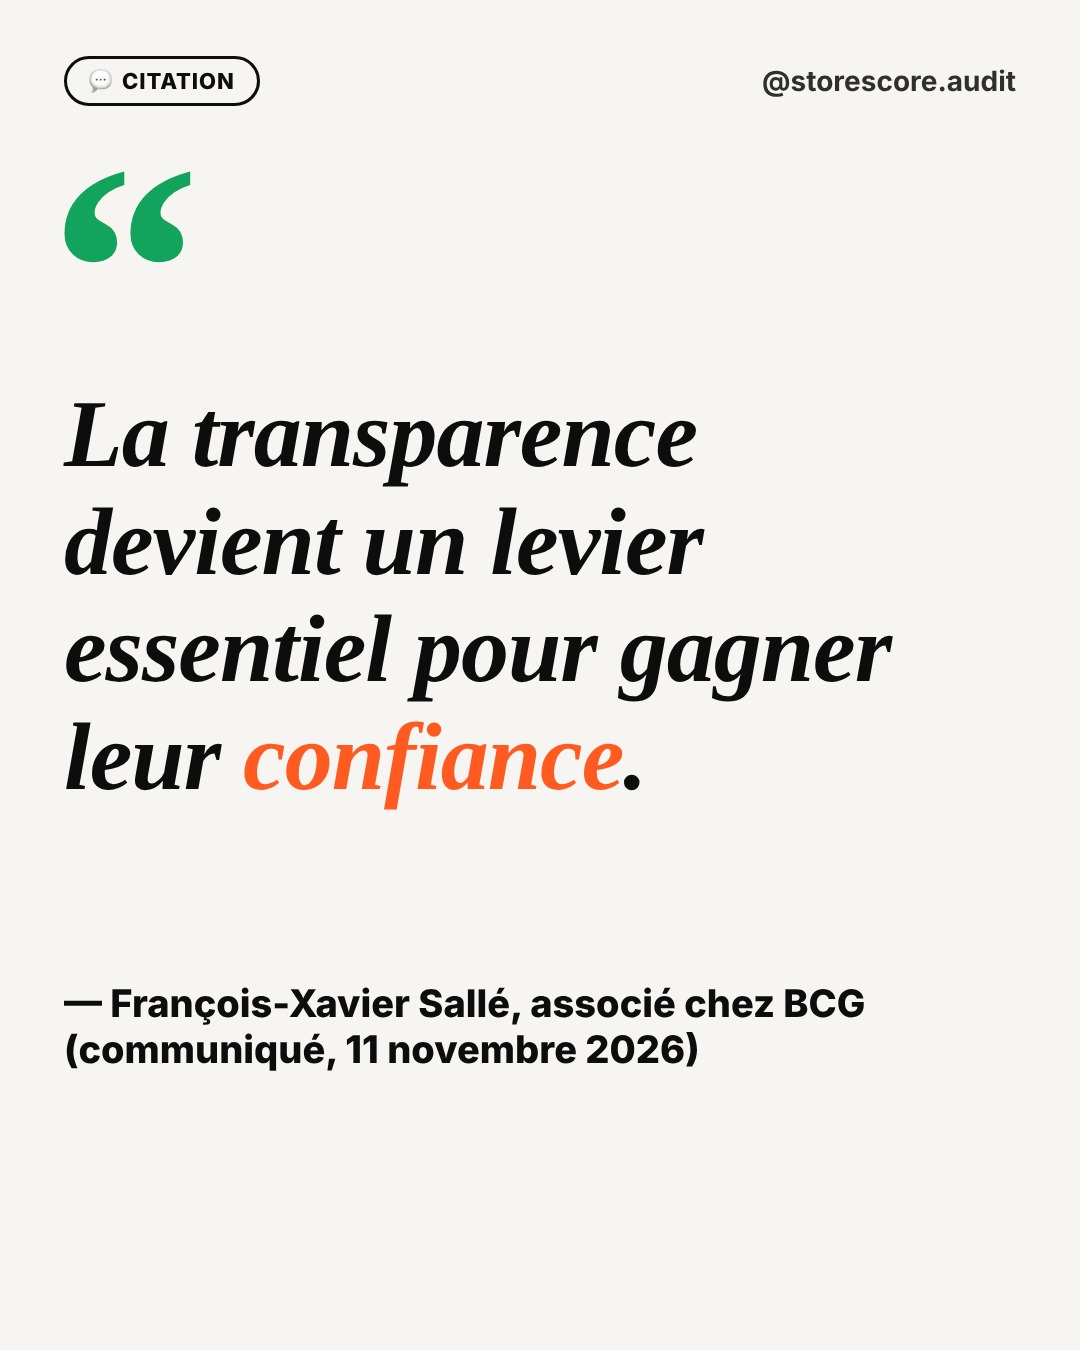 💬 CITATION
@storescore.audit
“
La transparence
devient un levier
essentiel pour gagner
leur confiance.
— François-Xavier Sallé, associé chez BCG
(communiqué, 11 novembre 2026)